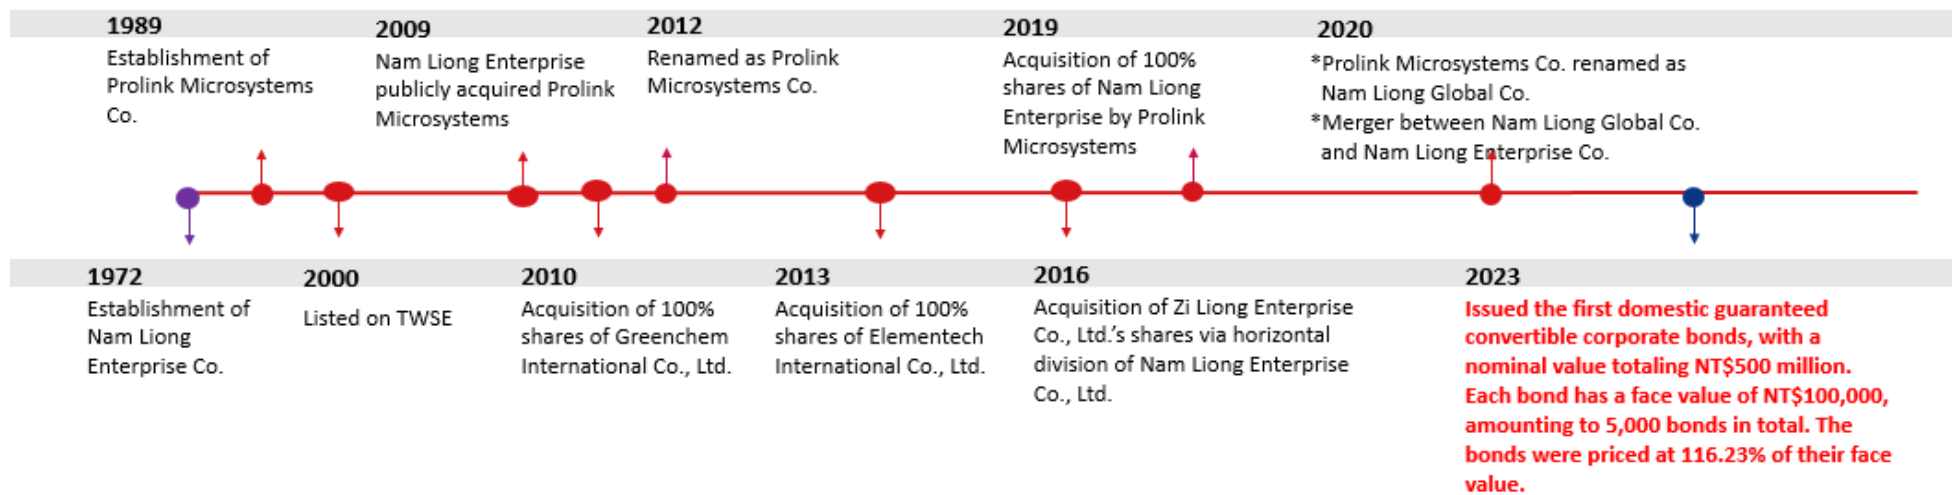 1989
Establishment of
Prolink Microsystems
Co.
2009
Nam Liong Enterprise
publicly acquired Prolink
Microsystems
2012
Renamed as Prolink
Microsystems Co.
2019
Acquisition of 100%
shares of Nam Liong
Enterprise by Prolink
Microsystems
2020
*Prolink Microsystems Co. renamed as
Nam Liong Global Co.
*Merger between Nam Liong Global Co.
and Nam Liong Enterprise Co.
1972
Establishment of
Nam Liong
Enterprise Co.
2000
Listed on TWSE
2010
Acquisition of 100%
shares of Greenchem
International Co., Ltd.
2013
Acquisition of 100%
shares of Elementech
International Co., Ltd.
2016
Acquisition of Zi Liong Enterprise
Co., Ltd.’s shares via horizontal
division of Nam Liong Enterprise
Co., Ltd.
2023
Issued the first domestic guaranteed
convertible corporate bonds, with a
nominal value totaling NT$500 million.
Each bond has a face value of NT$100,000,
amounting to 5,000 bonds in total. The
bonds were priced at 116.23% of their face
value.